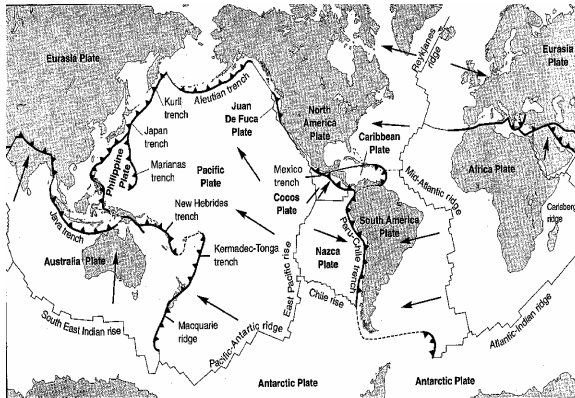 Eurasia Plate
Kuril
trench
Aleutian trench
Juan
De Fuca
Plate
North
America
Plate
Reykjanes
ridge
Eurasia
Plate
Japan
trench
Caribbean
Plate
Philippine
Plate
Marianas
trench
Pacific
Plate
Mexico
trench
Cocos
Plate
Mid-Atlantic ridge
Africa Plate
Carlsberg
ridge
Java trench
New Hebrides
trench
South America
Plate
Kermadec-Tonga
trench
Australia Plate
East Pacific rise
Nazca
Plate
Peru-Chile trench
Chile rise
South East Indian rise
Macquarie
ridge
Pacific-Antarctic ridge
Atlantic-Indian ridge
Antarctic Plate
Antarctic Plate